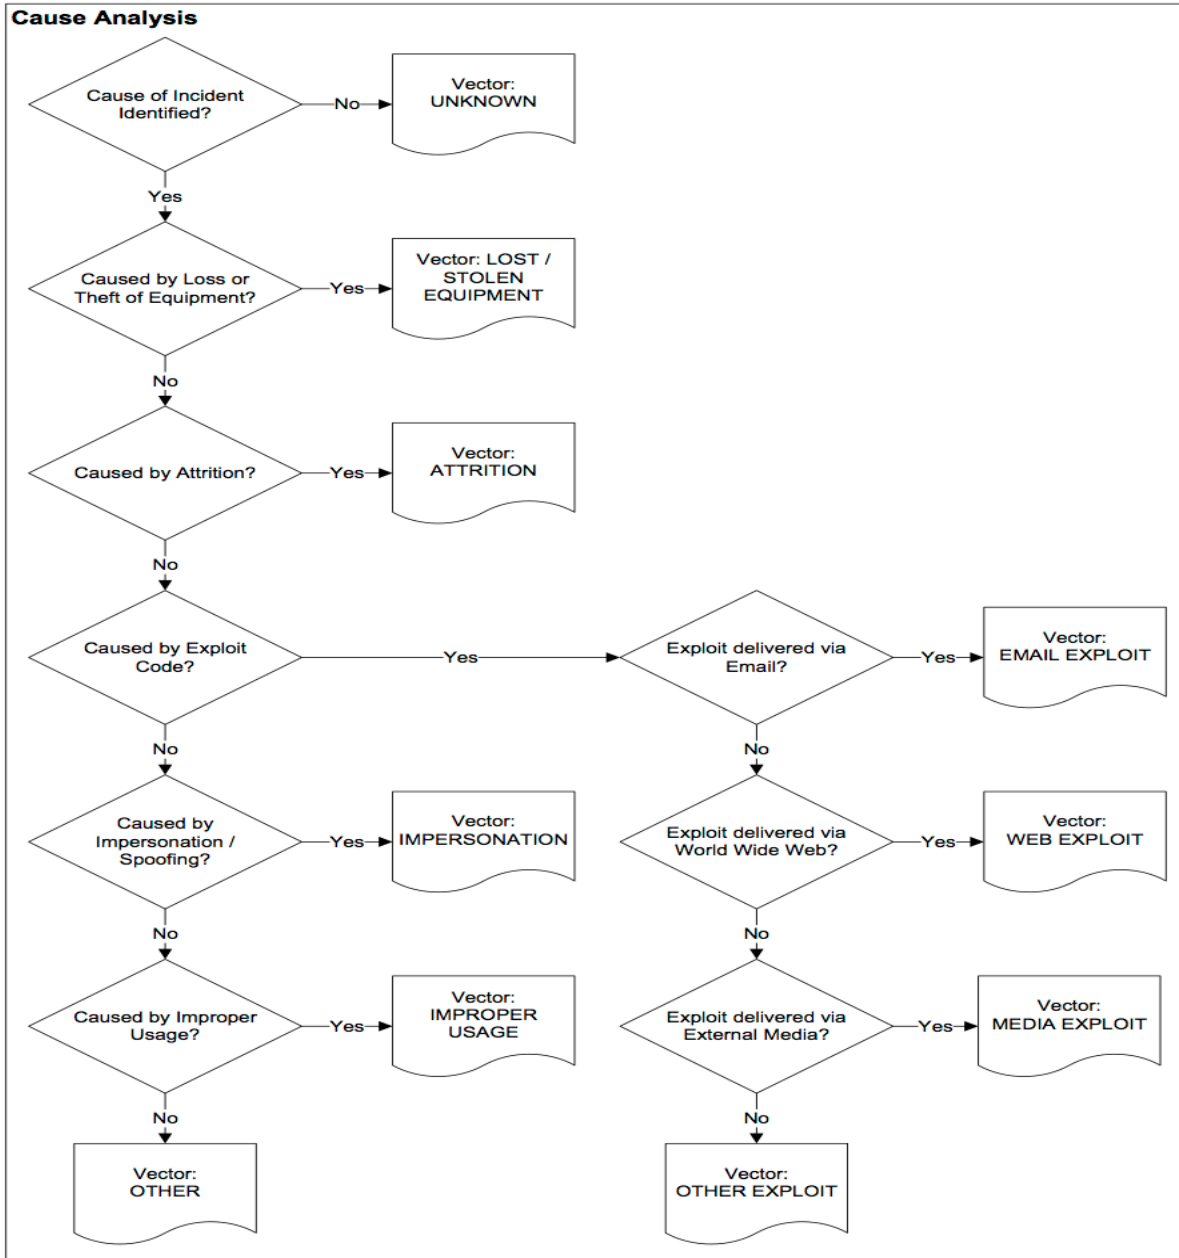 Cause Analysis
Cause of Incident
Identified?
No
Vector:
UNKNOWN
Yes
Caused by Loss or
Theft of Equipment?
Yes
Vector: LOST /
STOLEN
EQUIPMENT
No
Caused by Attrition?
Yes
Vector:
ATTRITION
No
Caused by Exploit
Code?
Yes
Exploit delivered via
Email?
Yes
Vector:
EMAIL EXPLOIT
No
No
Caused by
Impersonation /
Spoofing?
Yes
Vector:
IMPERSONATION
Exploit delivered via
World Wide Web?
Yes
Vector:
WEB EXPLOIT
No
No
Caused by Improper
Usage?
Yes
Vector:
IMPROPER
USAGE
Exploit delivered via
External Media?
Yes
Vector:
MEDIA EXPLOIT
No
No
Vector:
OTHER
Vector:
OTHER EXPLOIT